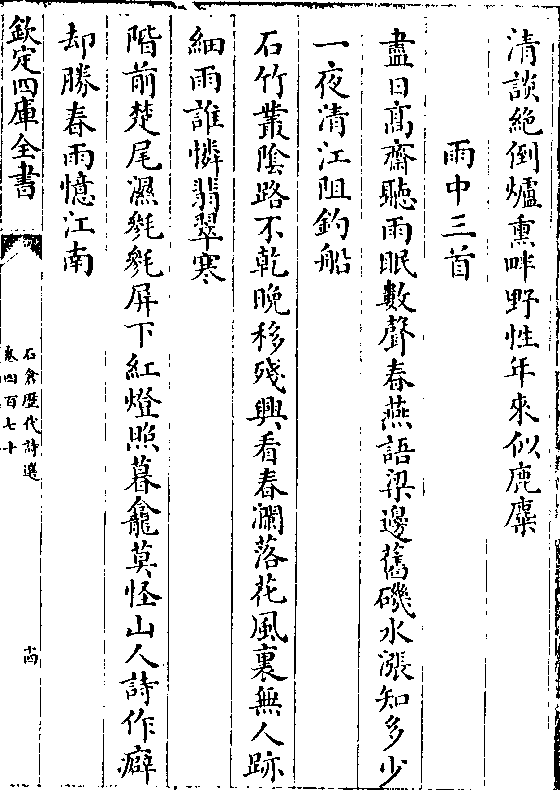 清談絶倒爐熏畔野性年來似鹿麋
雨中三首
盡日高齋聽雨眠數聲春燕語梁邊舊磯水漲知多少
一夜清江阻釣船
石竹叢陰路不乾晚移殘興看春瀾落花風裏無人跡
細雨誰憐翡翠寒
階前楚尾濕毿毿屏下紅燈照暮龕莫怪山人詩作癖
却勝春雨憶江南
欽定四庫全書
石倉歷代詩選
卷四百七十